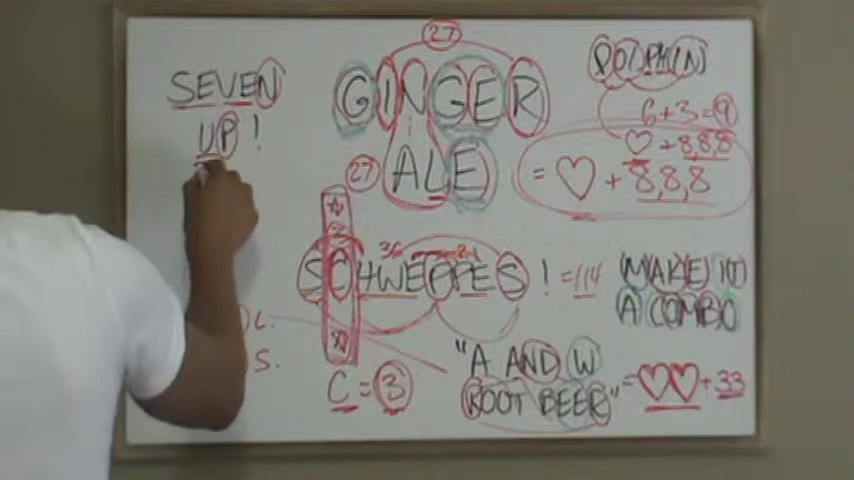 SEVEN
UP!
27
GINGER
27 ALE
DOLPHIN
6+3=9
♡+8,8,8
=♡+8,8,8
36
SCHWEPPES! =114
L.
S.
C=3
MAKE IT
A COMBO
"A AND W
ROOT BEER" =♡♡+33